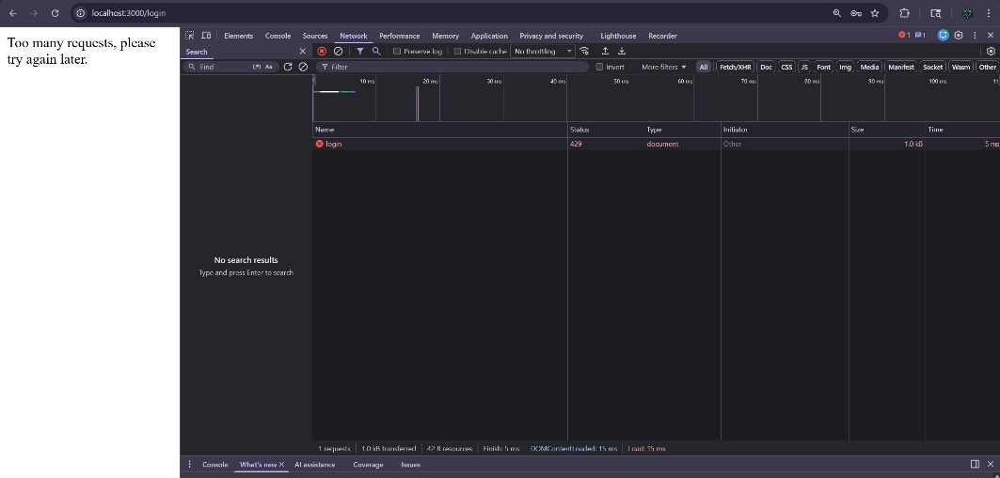 localhost:3000/login
Too many requests, please
try again later.
Elements Console Sources Network Performance Memory Application Privacy and security Lighthouse Recorder 1 1
Search
Preserve log Disable cache No throttling
Find Aa
Filter Invert More filters All Fetch/XHR Doc CSS JS Font Img Media Manifest Socket Wasm Other
10 ms 20 ms 30 ms 40 ms 50 ms 60 ms 70 ms 80 ms 90 ms 100 ms 11
Name Status Type Initiator Size Time
login 429 document Other 1.0 kB 5 ms
No search results
Type and press Enter to search
1 requests 1.0 kB transferred 42 B resources Finish: 5 ms DOMContentLoaded: 15 ms Load: 15 ms
Console What's new AI assistance Coverage Issues